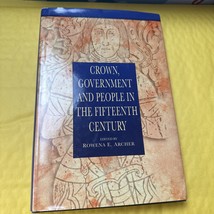 CROWN,
GOVERNMENT
AND PEOPLE IN
THE FIFTEENTH
CENTURY
EDITED BY
ROWENA E. ARCHER